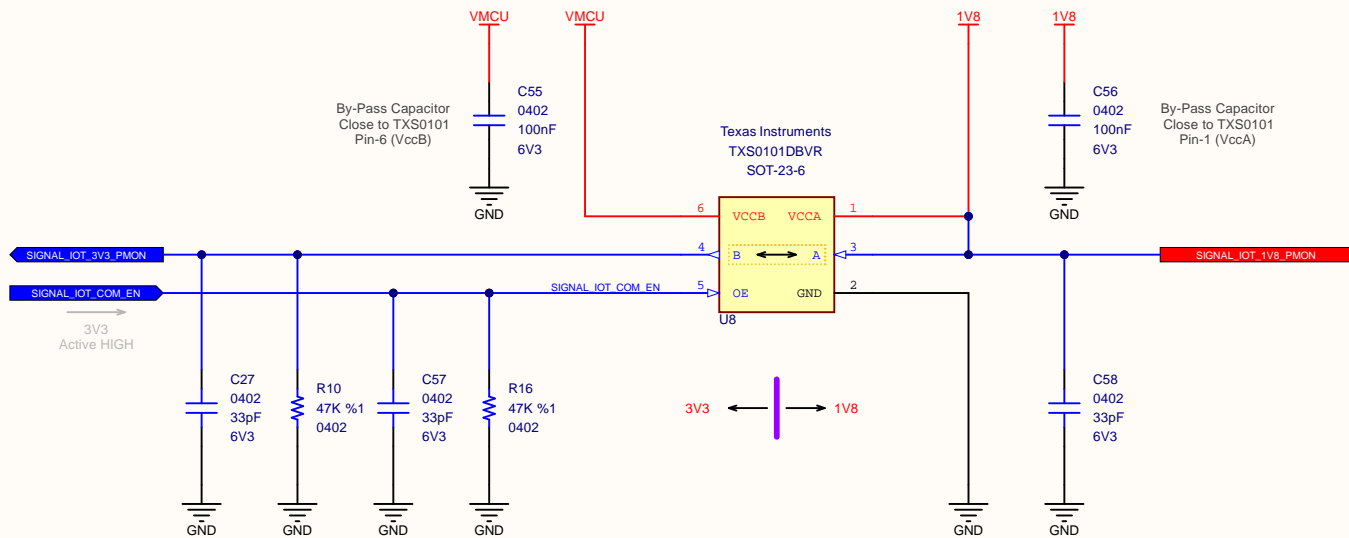 VMCU
VMCU
1V8
1V8
By-Pass Capacitor
Close to TXS0101
Pin-6 (VccB)
C55
0402
100nF
6V3
GND
Texas Instruments
TXS0101DBVR
SOT-23-6
C56
0402
100nF
6V3
GND
By-Pass Capacitor
Close to TXS0101
Pin-1 (VccA)
6
VCCB
VCCA
1
SIGNAL_IOT_3V3_PMON
4
B
A
3
SIGNAL_IOT_1V8_PMON
SIGNAL_IOT_COM_EN
SIGNAL_IOT_COM_EN
5
OE
GND
2
U8
3V3
Active HIGH
C27
0402
33pF
6V3
R10
47K %1
0402
C57
0402
33pF
6V3
R16
47K %1
0402
3V3
1V8
C58
0402
33pF
6V3
GND
GND
GND
GND
GND
GND